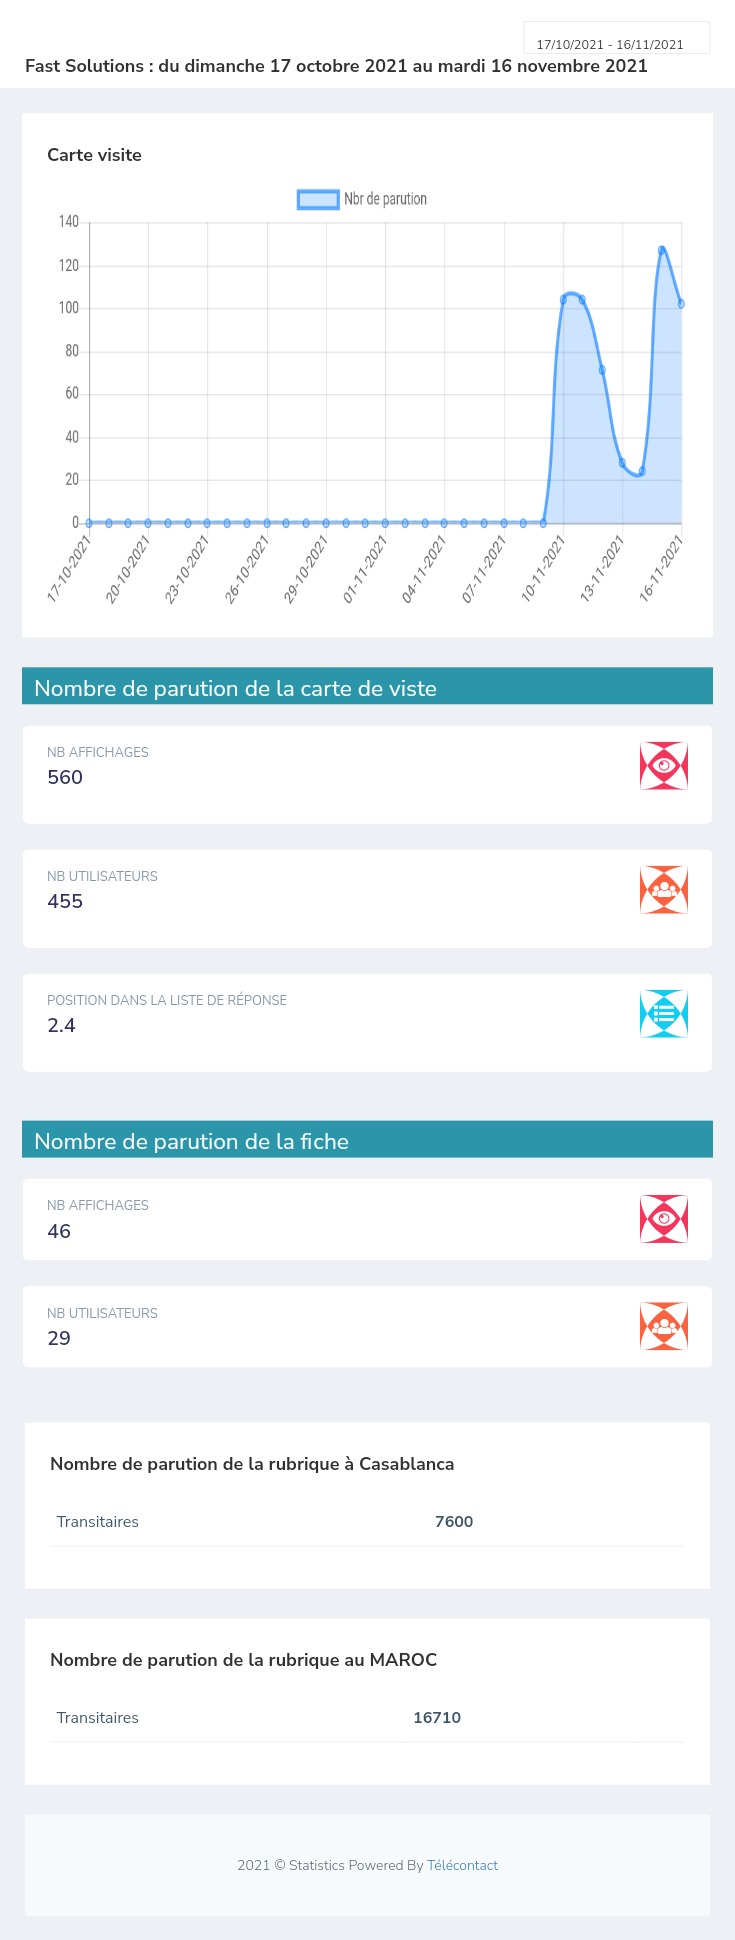 17/10/2021 - 16/11/2021
Fast Solutions : du dimanche 17 octobre 2021 au mardi 16 novembre 2021
Carte visite
Nbr de parution
140
120
100
80
60
40
20
0
17-10-2021 20-10-2021 23-10-2021 26-10-2021 29-10-2021 01-11-2021 04-11-2021 07-11-2021 10-11-2021 13-11-2021 16-11-2021
Nombre de parution de la carte de viste
NB AFFICHAGES
560
NB UTILISATEURS
455
POSITION DANS LA LISTE DE RÉPONSE
2.4
Nombre de parution de la fiche
NB AFFICHAGES
46
NB UTILISATEURS
29
Nombre de parution de la rubrique à Casablanca
Transitaires 7600
Nombre de parution de la rubrique au MAROC
Transitaires 16710
2021 © Statistics Powered By Télécontact